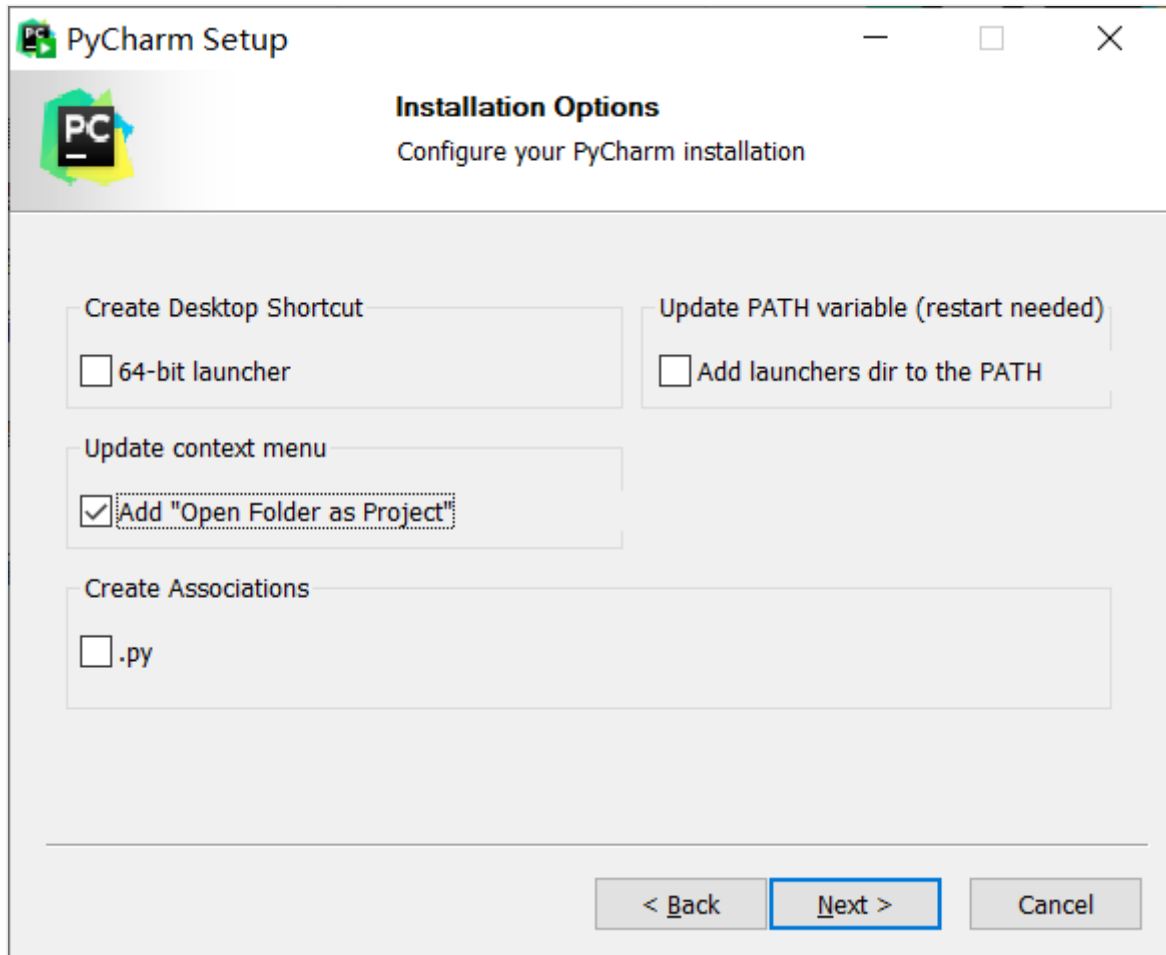 PyCharm Setup
PC
Installation Options
Configure your PyCharm installation
Create Desktop Shortcut
Update PATH variable (restart needed)
64-bit launcher
Add launchers dir to the PATH
Update context menu
Add "Open Folder as Project"
Create Associations
.py
< Back
Next >
Cancel